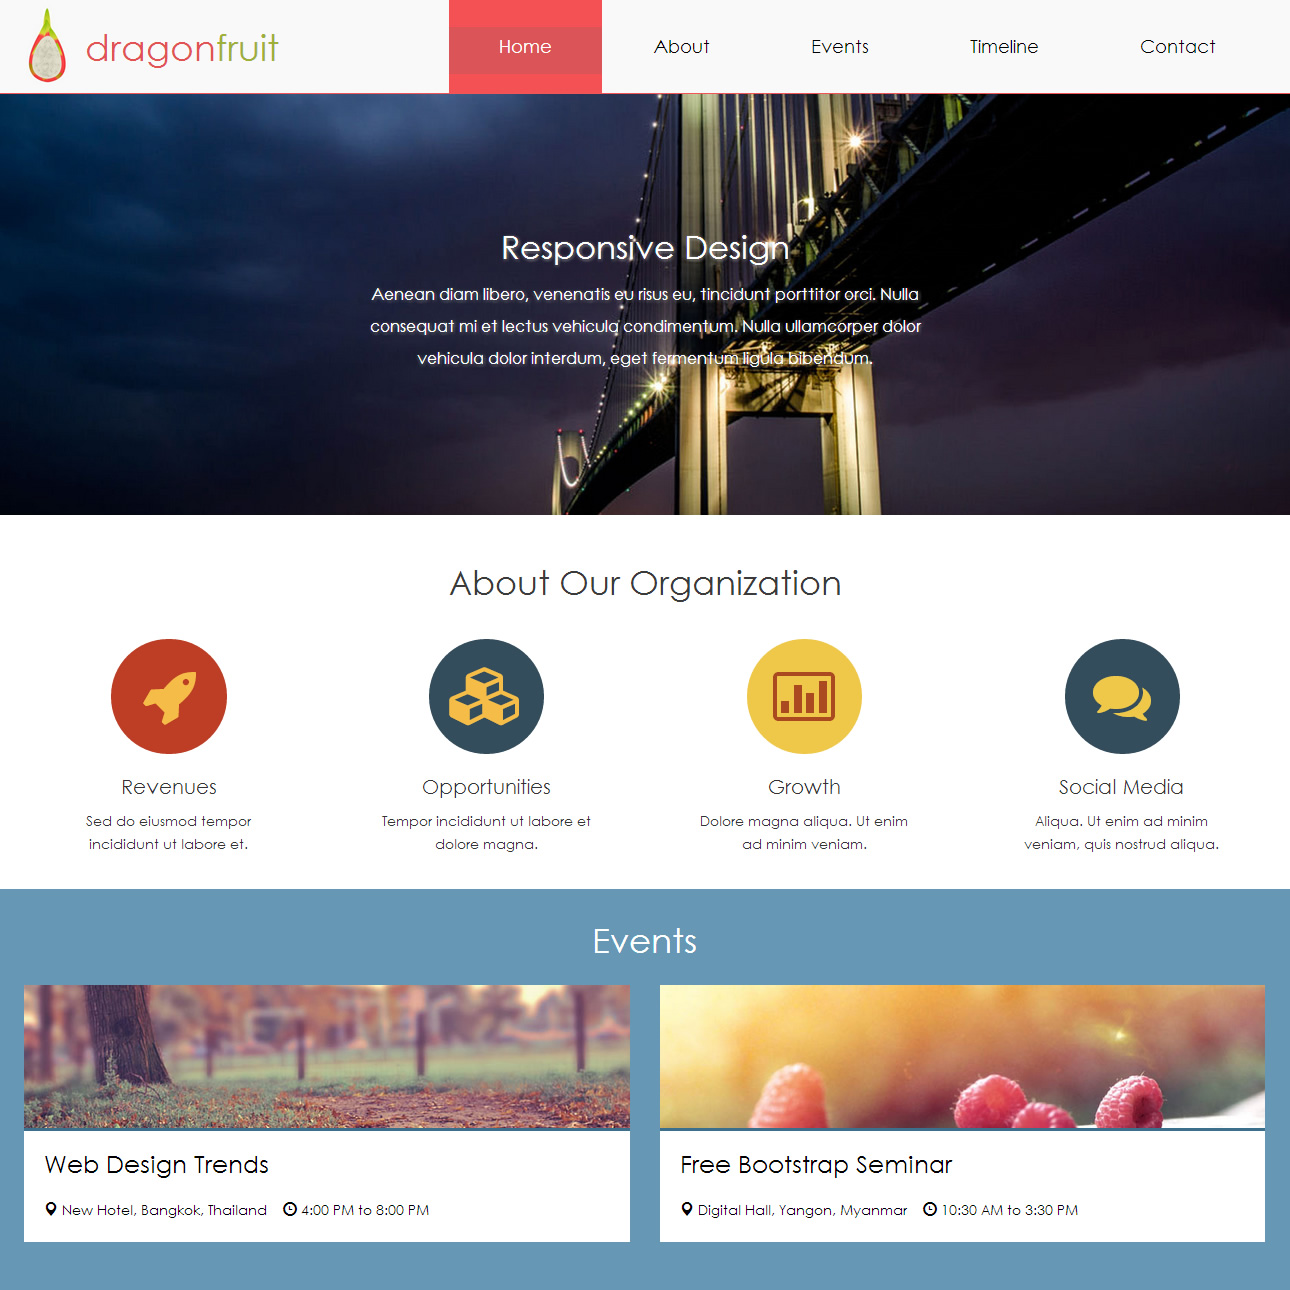 dragonfruit
Home About Events Timeline Contact
Responsive Design
Aenean diam libero, venenatis eu risus eu, tincidunt porttitor orci. Nulla
consequat mi et lectus vehicula condimentum. Nulla ullamcorper dolor
vehicula dolor interdum, eget fermentum ligula bibendum.
About Our Organization
Revenues
Sed do eiusmod tempor
incididunt ut labore et.
Opportunities
Tempor incididunt ut labore et
dolore magna.
Growth
Dolore magna aliqua. Ut enim
ad minim veniam.
Social Media
Aliqua. Ut enim ad minim
veniam, quis nostrud aliqua.
Events
Web Design Trends
New Hotel, Bangkok, Thailand 4:00 PM to 8:00 PM
Free Bootstrap Seminar
Digital Hall, Yangon, Myanmar 10:30 AM to 3:30 PM